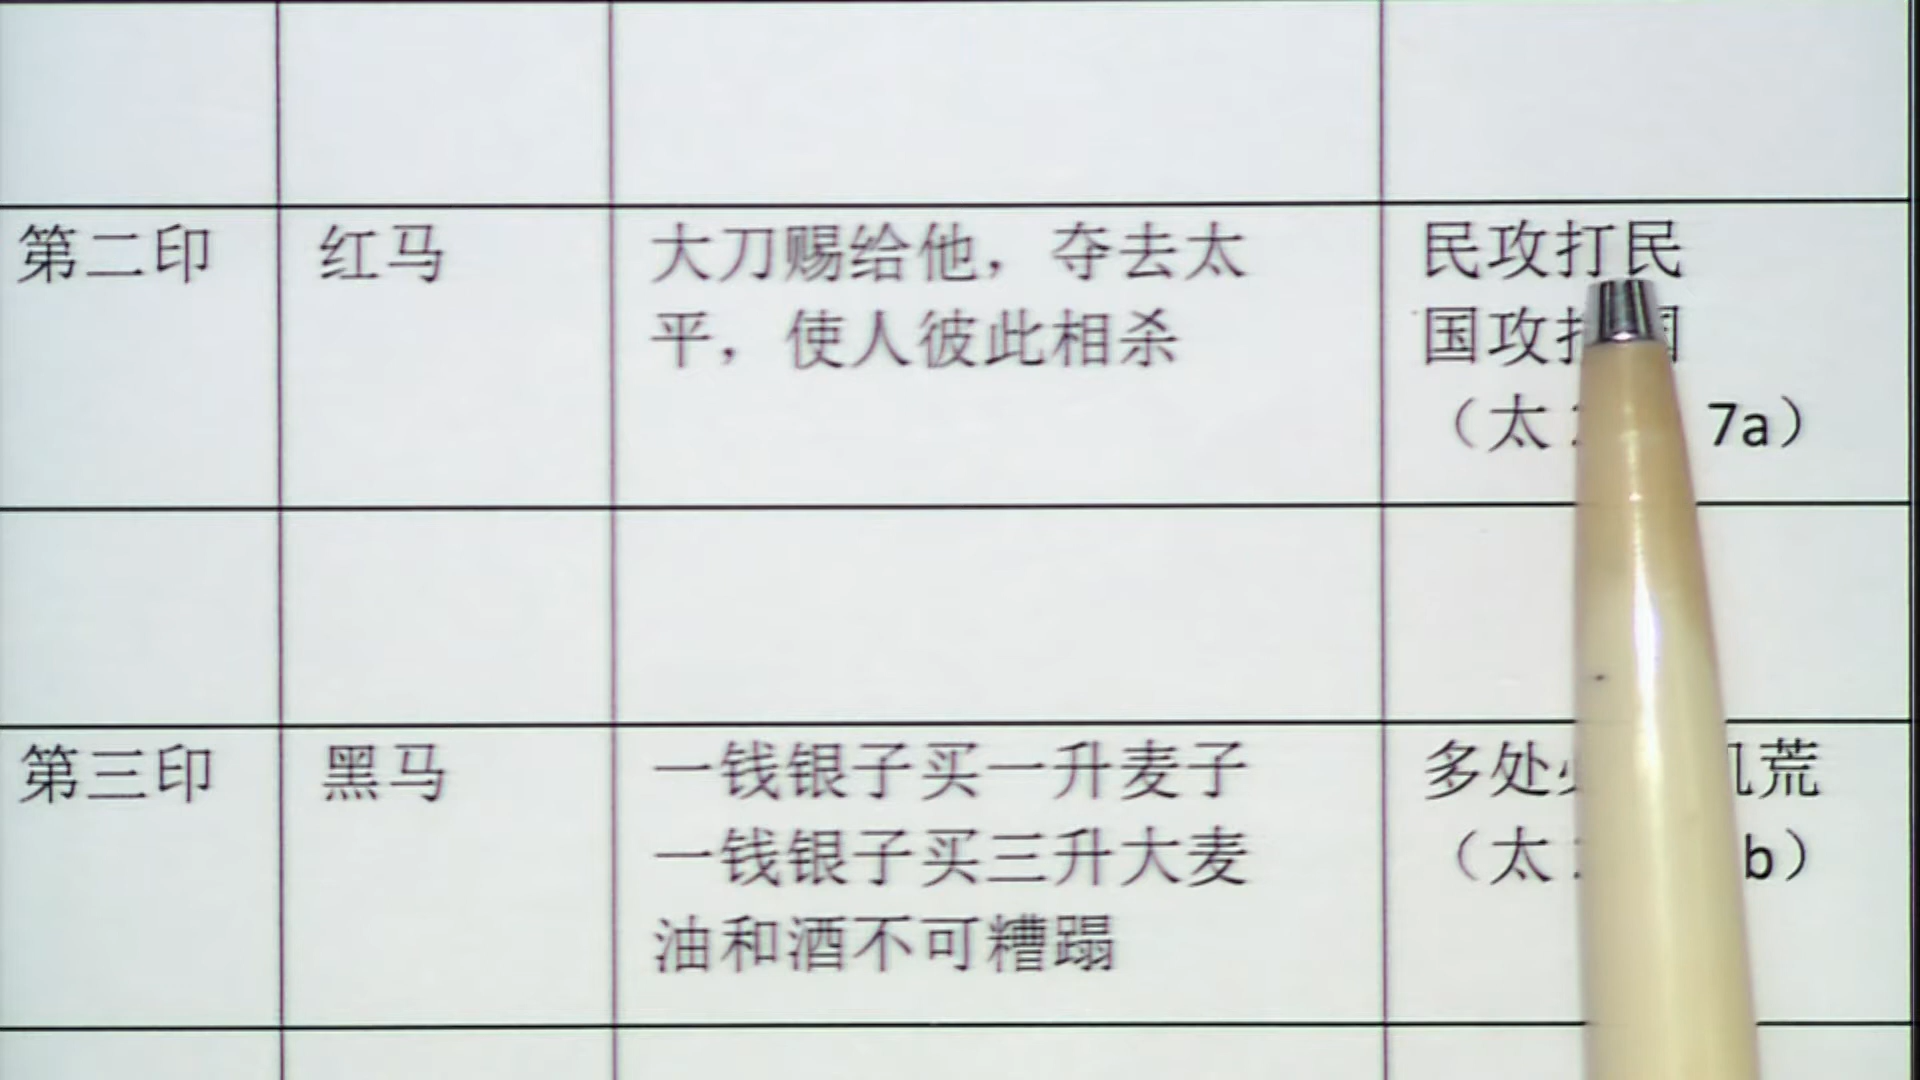 第二印 红马 大刀赐给他，夺去太 民攻打民
平，使人彼此相杀 国攻打国
（太 7a）
第三印 黑马 一钱银子买一升麦子 多处 饥荒
一钱银子买三升大麦 （太 b）
油和酒不可糟蹋